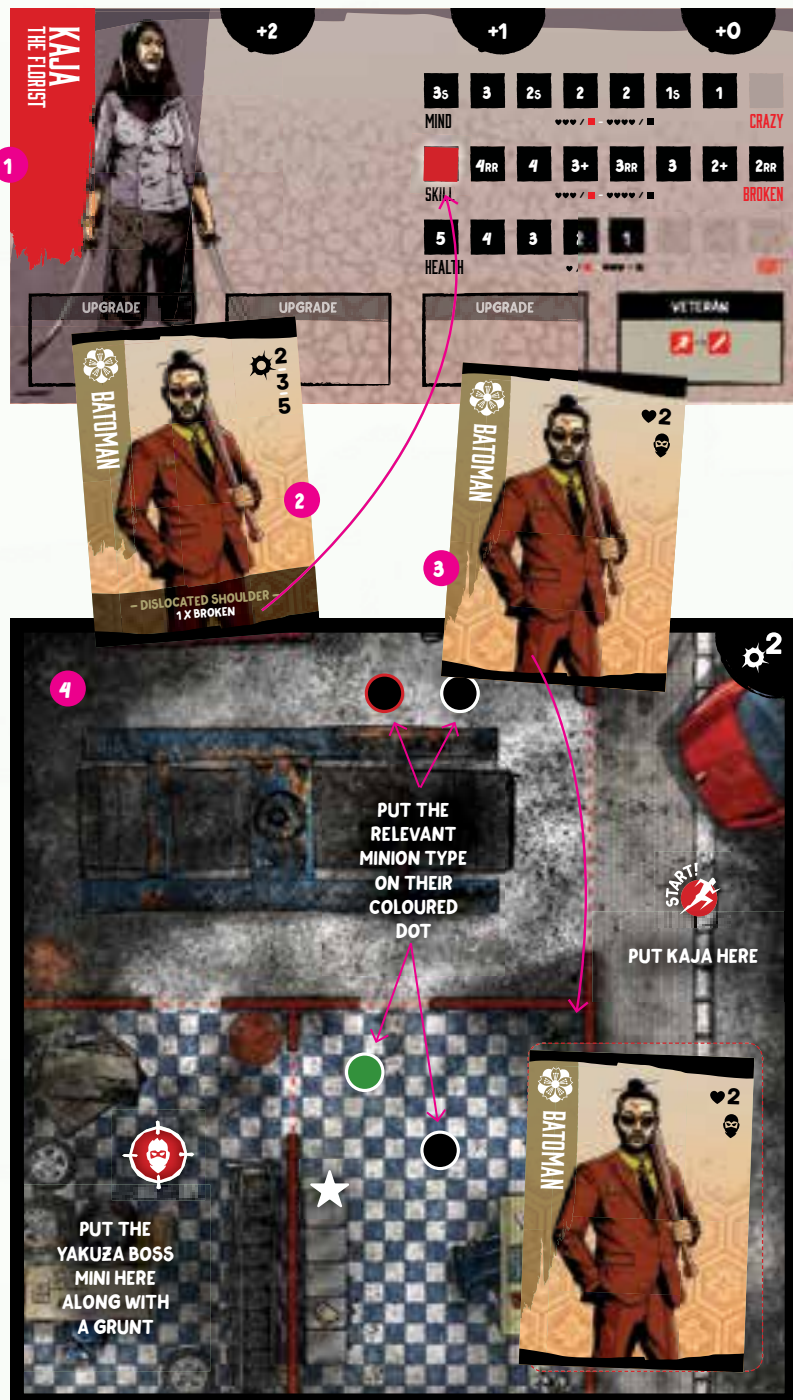 KAJA
THE FLORIST
+2
+1
+0
1
3S 3 2S 2 2 1S 1
MIND
/ - /
CRAZY
4RR 4 3+ 3RR 3 2+ 2RR
SKILL
/ - /
BROKEN
5 4 3 2 1
HEALTH
/ - /
HURT
UPGRADE
UPGRADE
UPGRADE
VETERAN
BATOMAN
2
3
5
2
- DISLOCATED SHOULDER -
1 X BROKEN
BATOMAN
2
3
4
2
PUT THE
RELEVANT
MINION TYPE
ON THEIR
COLOURED
DOT
START!
PUT KAJA HERE
PUT THE
YAKUZA BOSS
MINI HERE
ALONG WITH
A GRUNT
BATOMAN
2